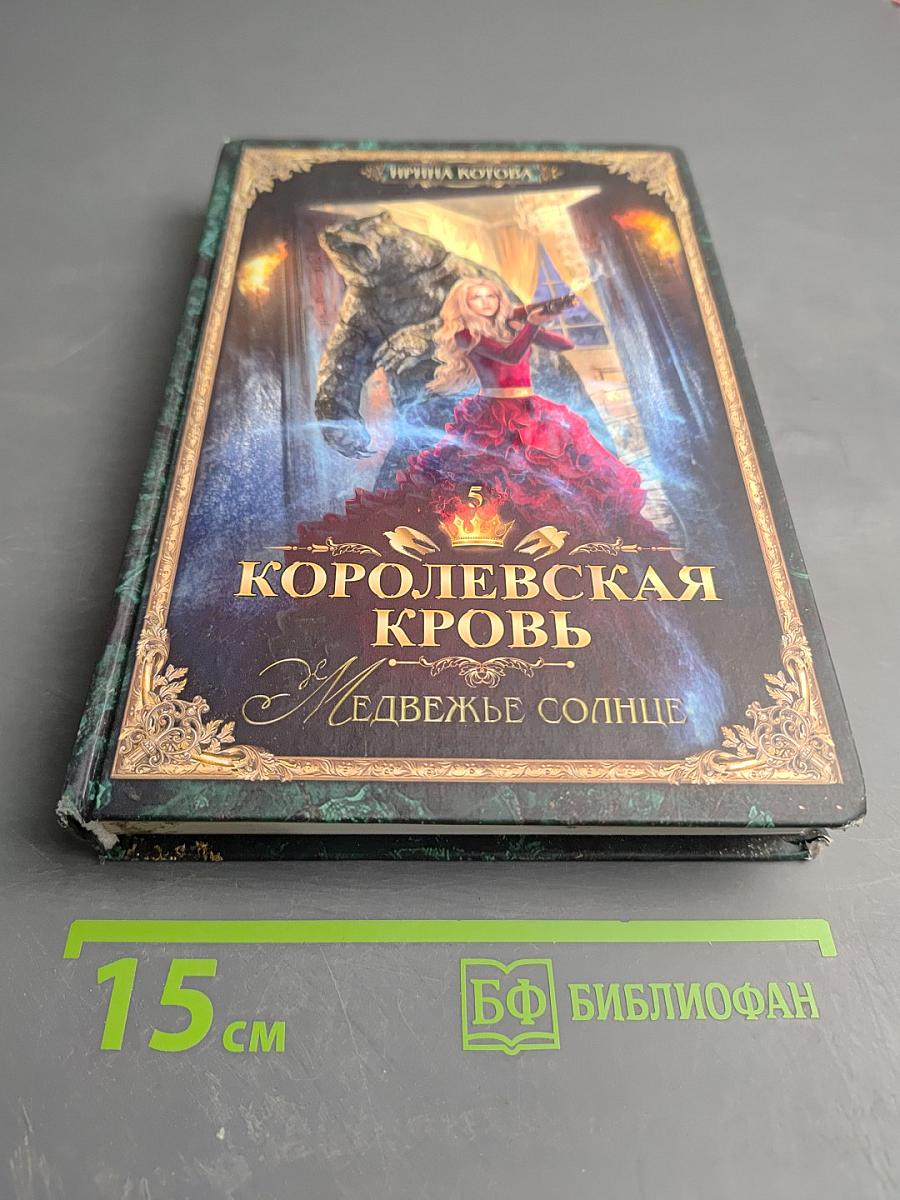 ИРИНА КОТОВА
5
КОРОЛЕВСКАЯ
КРОВЬ
МЕДВЕЖЬЕ СОЛНЦЕ
15 см
БФ БИБЛИОФАН